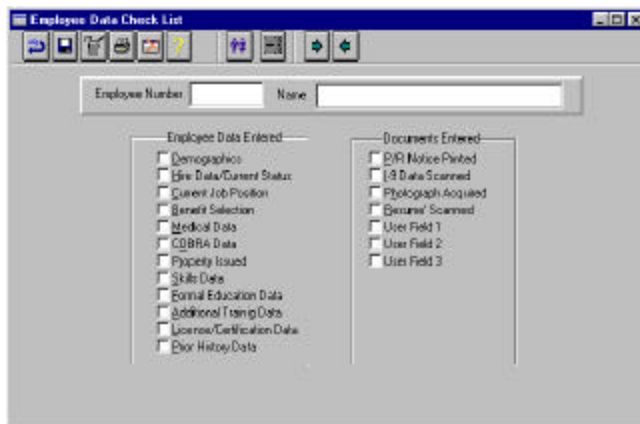 Employee Data Check List
Employee Number
Name
Employee Data Entered
Demographics
Hire Data/Current Status
Current Job Position
Benefit Selection
Medical Data
COBRA Data
Property Issued
Skills Data
Formal Education Data
Additional Trainig Data
License/Certification Data
Prior History Data
Documents Entered
P/R Notice Printed
I-9 Data Scanned
Photograph Acquired
Resume' Scanned
User Field 1
User Field 2
User Field 3